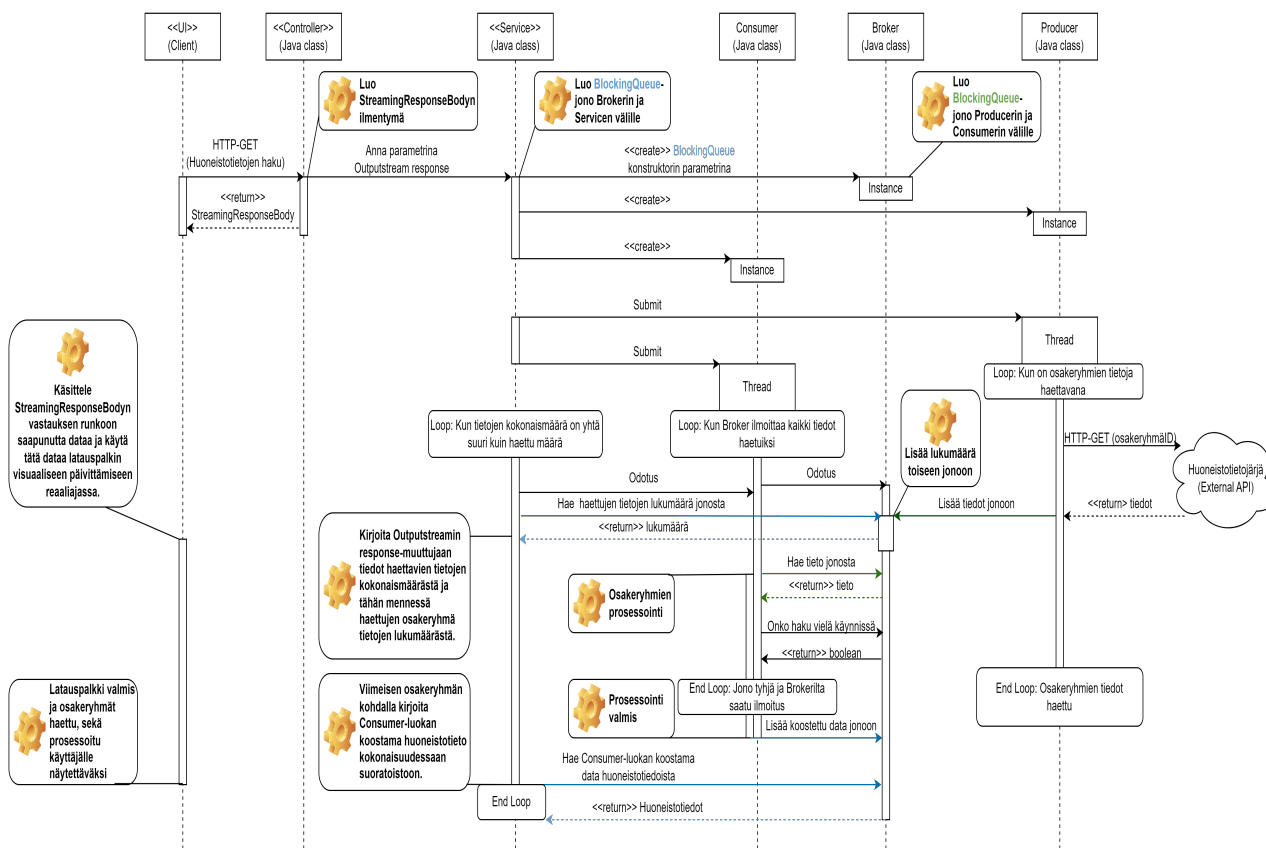 <<UI>>
(Client)
<<Controller>>
(Java class)
<<Service>>
(Java class)
Consumer
(Java class)
Broker
(Java class)
Producer
(Java class)
Luo
StreamingResponseBodyn
ilmentymä
Luo BlockingQueue-
jono Brokerin ja
Servicen välille
Luo
BlockingQueue-
jono Producerin ja
Consumerin välille
HTTP-GET
(Huoneistotietojen haku)
Anna parametrina
Outputstream response
<<create>> BlockingQueue
konstruktorin parametrina
Instance
<<return>>
StreamingResponseBody
<<create>>
Instance
<<create>>
Instance
Submit
Thread
Submit
Thread
Käsittele
StreamingResponseBodyn
vastauksen runkoon
saapunutta dataa ja käytä
tätä dataa latauspalkin
visuaaliseen päivittämiseen
reaaliajassa.
Loop: Kun on osakeryhmien tietoja
haettavana
Loop: Kun tietojen kokonaismäärä on yhtä
suuri kuin haettu määrä
Loop: Kun Broker ilmoittaa kaikki tiedot
haetuiksi
Lisää lukumäärä
toiseen jonoon
HTTP-GET (osakeryhmäID)
Huoneistotietojärjä
(External API)
Odotus
Odotus
Hae haettujen tietojen lukumäärä jonosta
Lisää tiedot jonoon
<<return> tiedot
<<return>> lukumäärä
Kirjoita Outputstreamin
response-muuttujaan
tiedot haettavien tietojen
kokonaismäärästä ja
tähän mennessä
haettujen osakeryhmä
tietojen lukumäärästä.
Hae tieto jonosta
<<return>> tieto
Osakeryhmien
prosessointi
Onko haku vielä käynnissä
<<return>> boolean
Latauspalkki valmis
ja osakeryhmät
haettu, sekä
prosessoitu
käyttäjälle
näytettäväksi
Viimeisen osakeryhmän
kohdalla kirjoita
Consumer-luokan
koostama huoneistotieto
kokonaisuudessaan
suoratoistoon.
Prosessointi
valmis
End Loop: Jono tyhjä ja Brokerilta
saatu ilmoitus
End Loop: Osakeryhmien tiedot
haettu
Lisää koostettu data jonoon
Hae Consumer-luokan koostama
data huoneistotiedoista
End Loop
<<return>> Huoneistotiedot